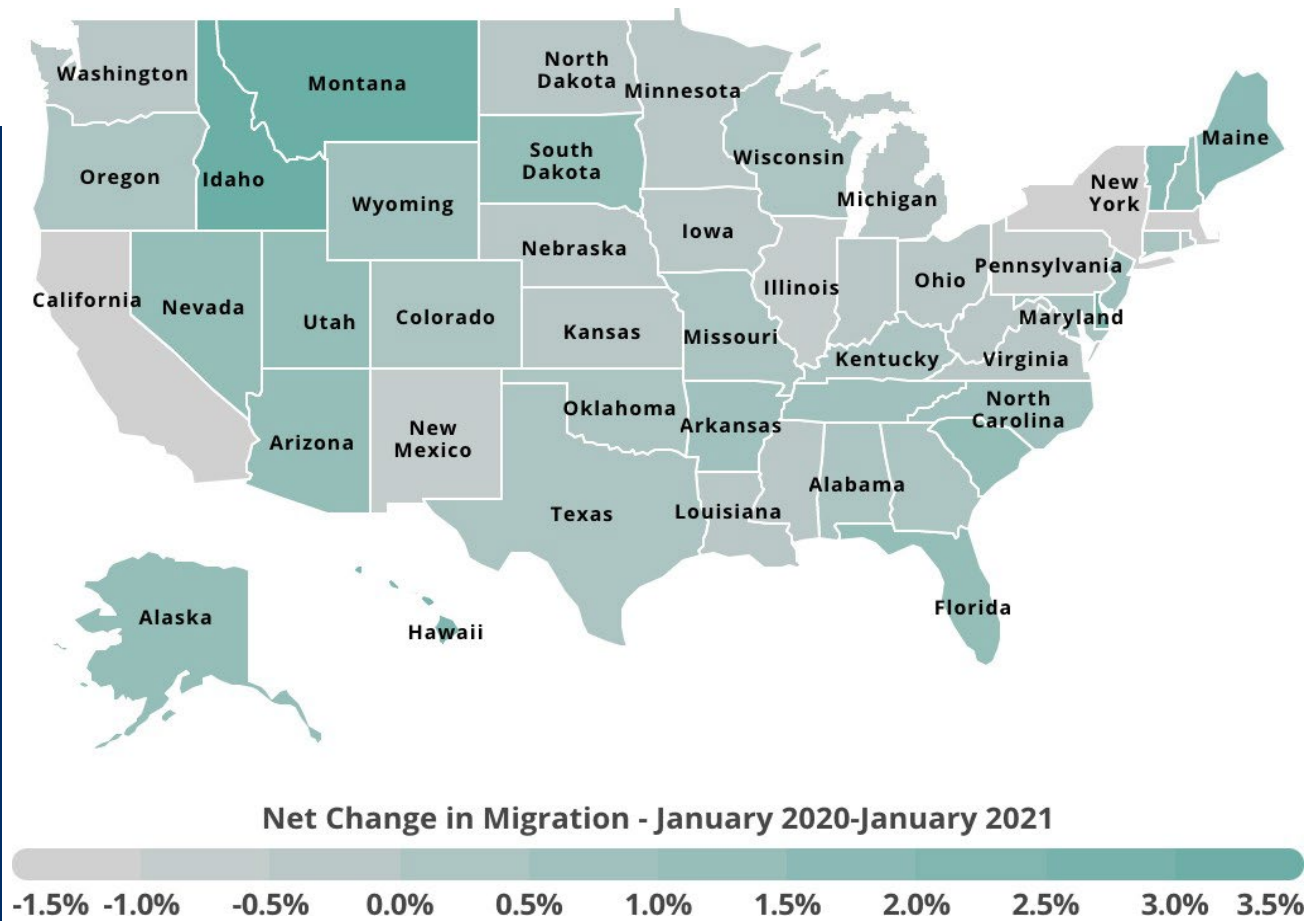 Washington
Montana
North
Dakota
Minnesota
Maine
South
Dakota
Wisconsin
Oregon
Idaho
New
York
Wyoming
Michigan
Iowa
Nebraska
Pennsylvania
Ohio
Illinois
California
Nevada
Utah
Colorado
Maryland
Kansas
Missouri
Kentucky
Virginia
North
Carolina
Oklahoma
Arkansas
Arizona
New
Mexico
Alabama
Texas
Louisiana
Florida
Alaska
Hawaii
Net Change in Migration - January 2020-January 2021
-1.5% -1.0% -0.5% 0.0% 0.5% 1.0% 1.5% 2.0% 2.5% 3.0% 3.5%